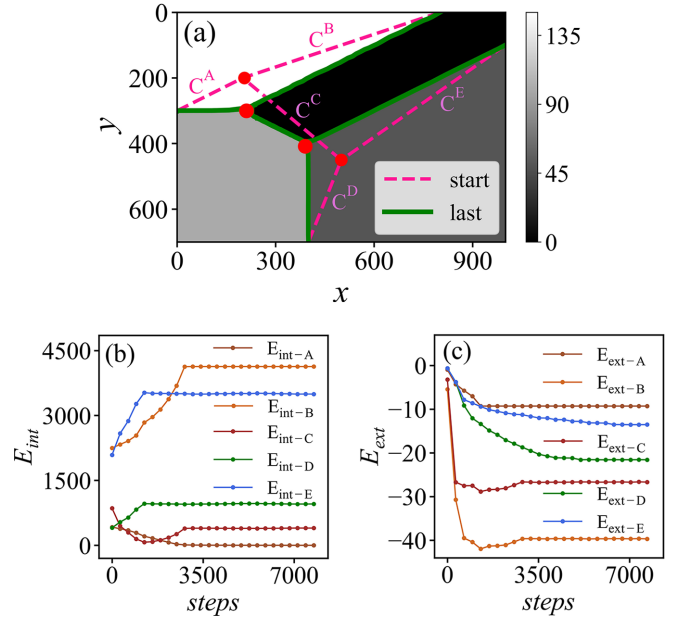 (a)
0
200
400
600
y
0
300
600
900
x
C^A
C^B
C^C
C^D
C^E
start
last
135
90
45
0
(b)
4500
3000
1500
0
E_int
0
3500
7000
steps
E_int−A
E_int−B
E_int−C
E_int−D
E_int−E
(c)
0
−10
−20
−30
−40
E_ext
0
3500
7000
steps
E_ext−A
E_ext−B
E_ext−C
E_ext−D
E_ext−E